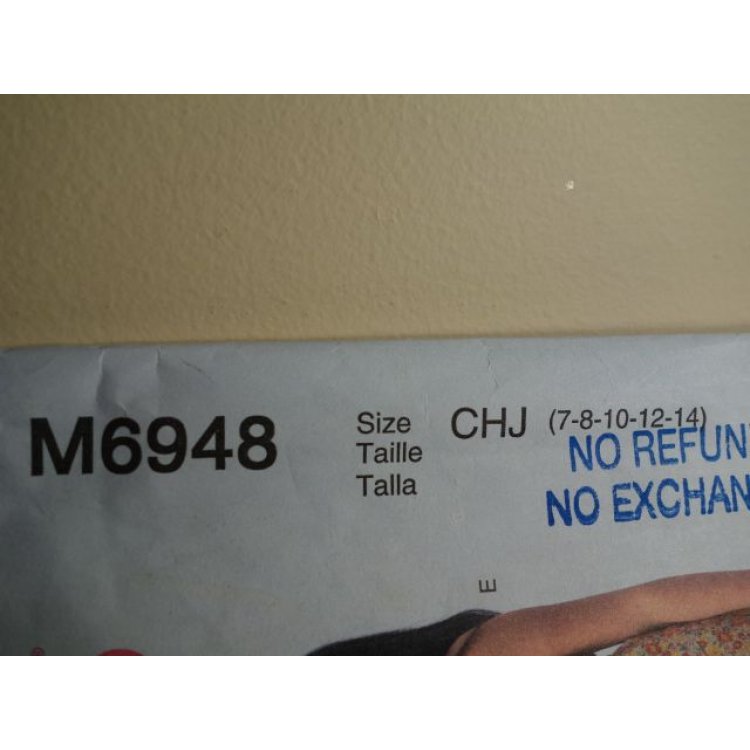 M6948
Size CHJ (7-8-10-12-14)
Taille
Talla
NO REFUN
NO EXCHAN
E
®